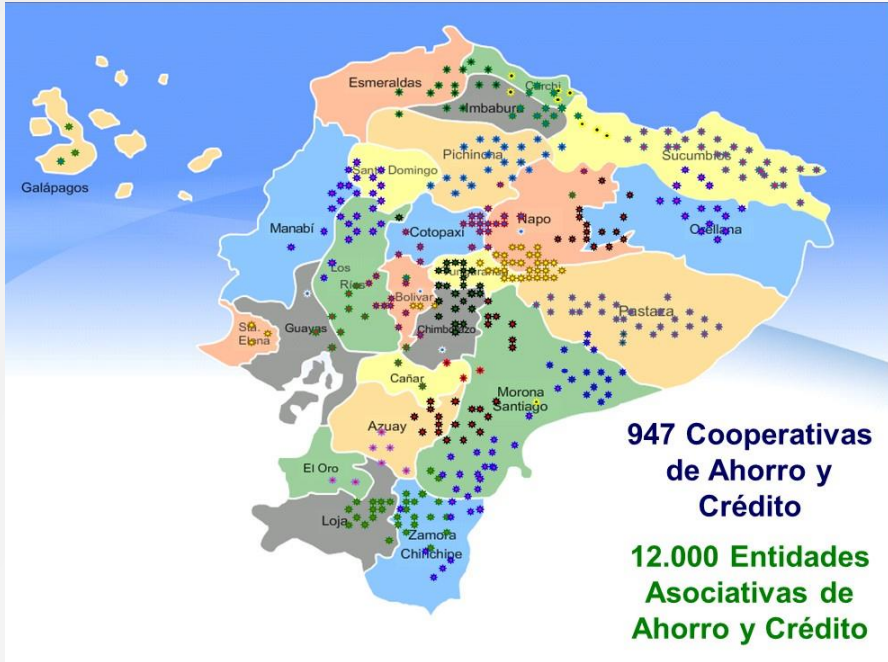 Esmeraldas
Carchi
Imbabura
Pichincha
Sucumbios
Galápagos
Santo Domingo
Manabí
Cotopaxi
Napo
Orellana
Los
Ríos
Bolívar
Tungurahua
Pastaza
Sta.
Elena
Guayas
Chimborazo
Cañar
Morona
Santiago
Azuay
El Oro
Loja
Zamora
Chinchipe
947 Cooperativas
de Ahorro y
Crédito
12.000 Entidades
Asociativas de
Ahorro y Crédito